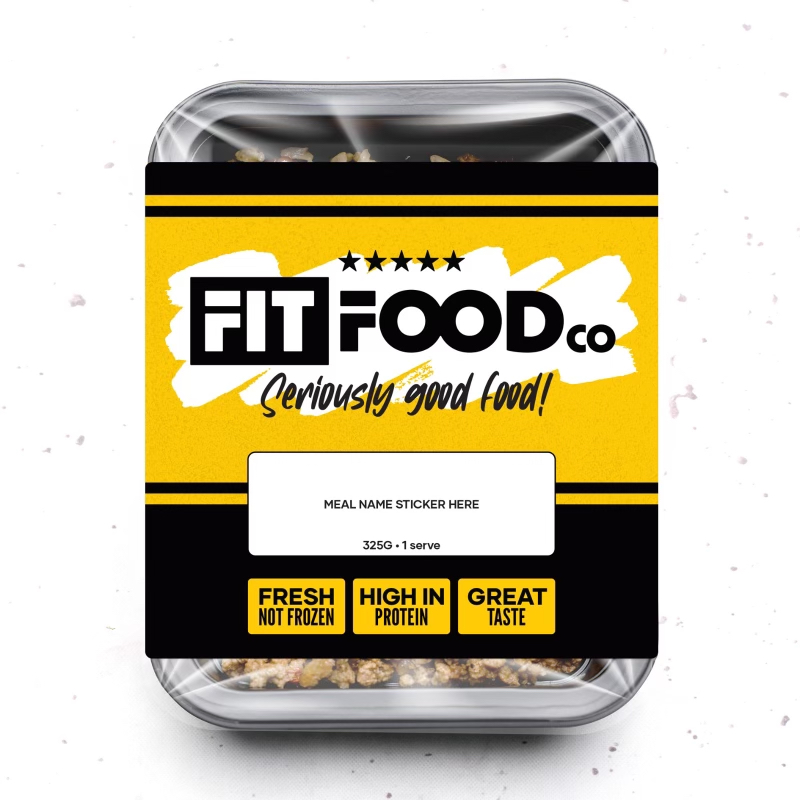 ★★★★★
FIT FOOD co
Seriously good food!
MEAL NAME STICKER HERE
325G • 1 serve
FRESH
NOT FROZEN
HIGH IN
PROTEIN
GREAT
TASTE